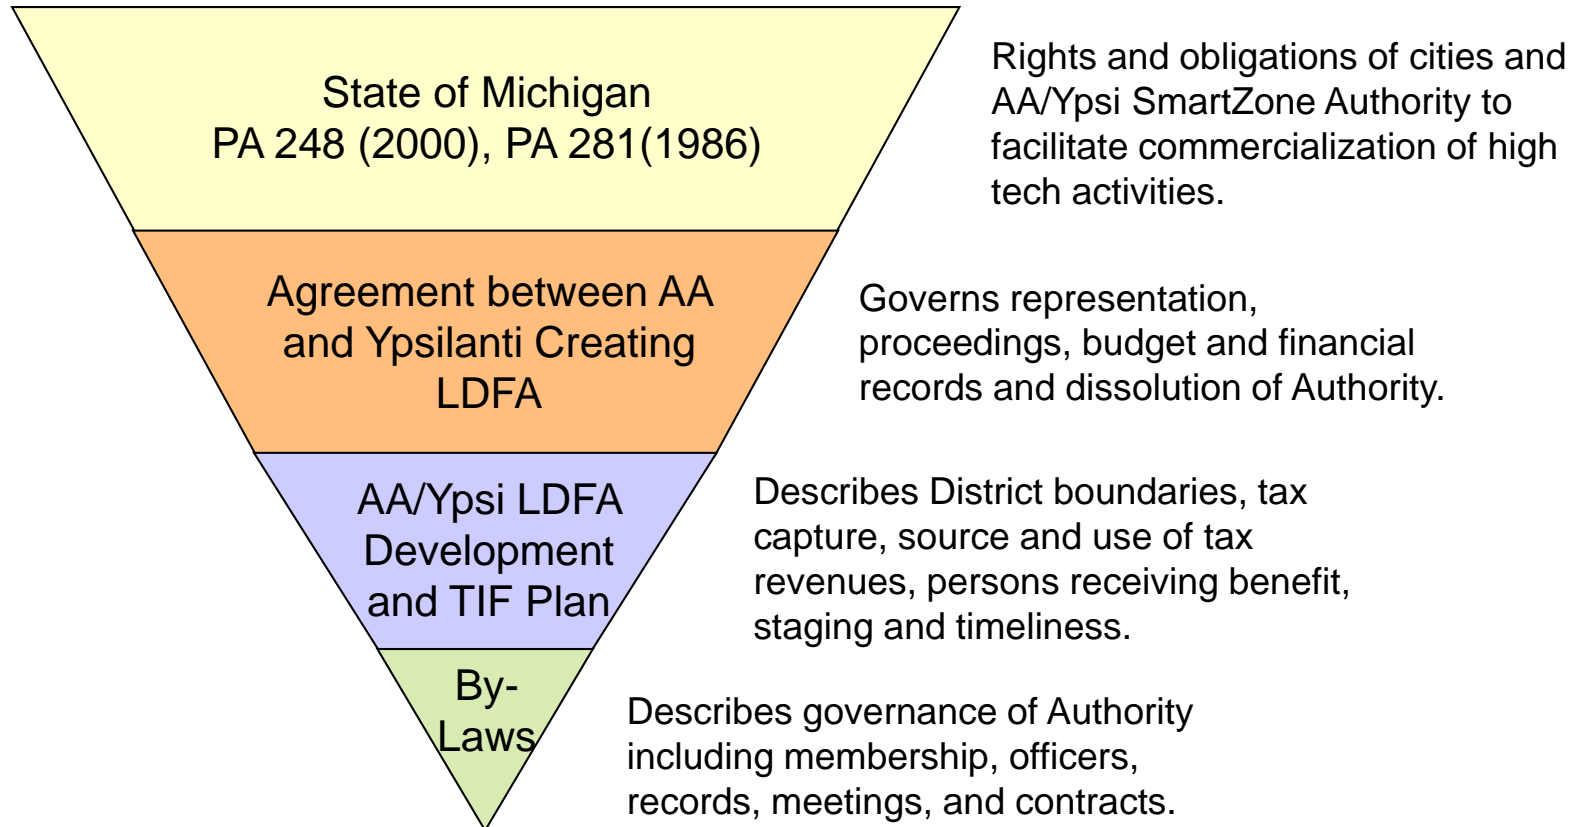 State of Michigan
PA 248 (2000), PA 281(1986)
Rights and obligations of cities and
AA/Ypsi SmartZone Authority to
facilitate commercialization of high
tech activities.
Agreement between AA
and Ypsilanti Creating
LDFA
Governs representation,
proceedings, budget and financial
records and dissolution of Authority.
AA/Ypsi LDFA
Development
and TIF Plan
Describes District boundaries, tax
capture, source and use of tax
revenues, persons receiving benefit,
staging and timeliness.
By-
Laws
Describes governance of Authority
including membership, officers,
records, meetings, and contracts.